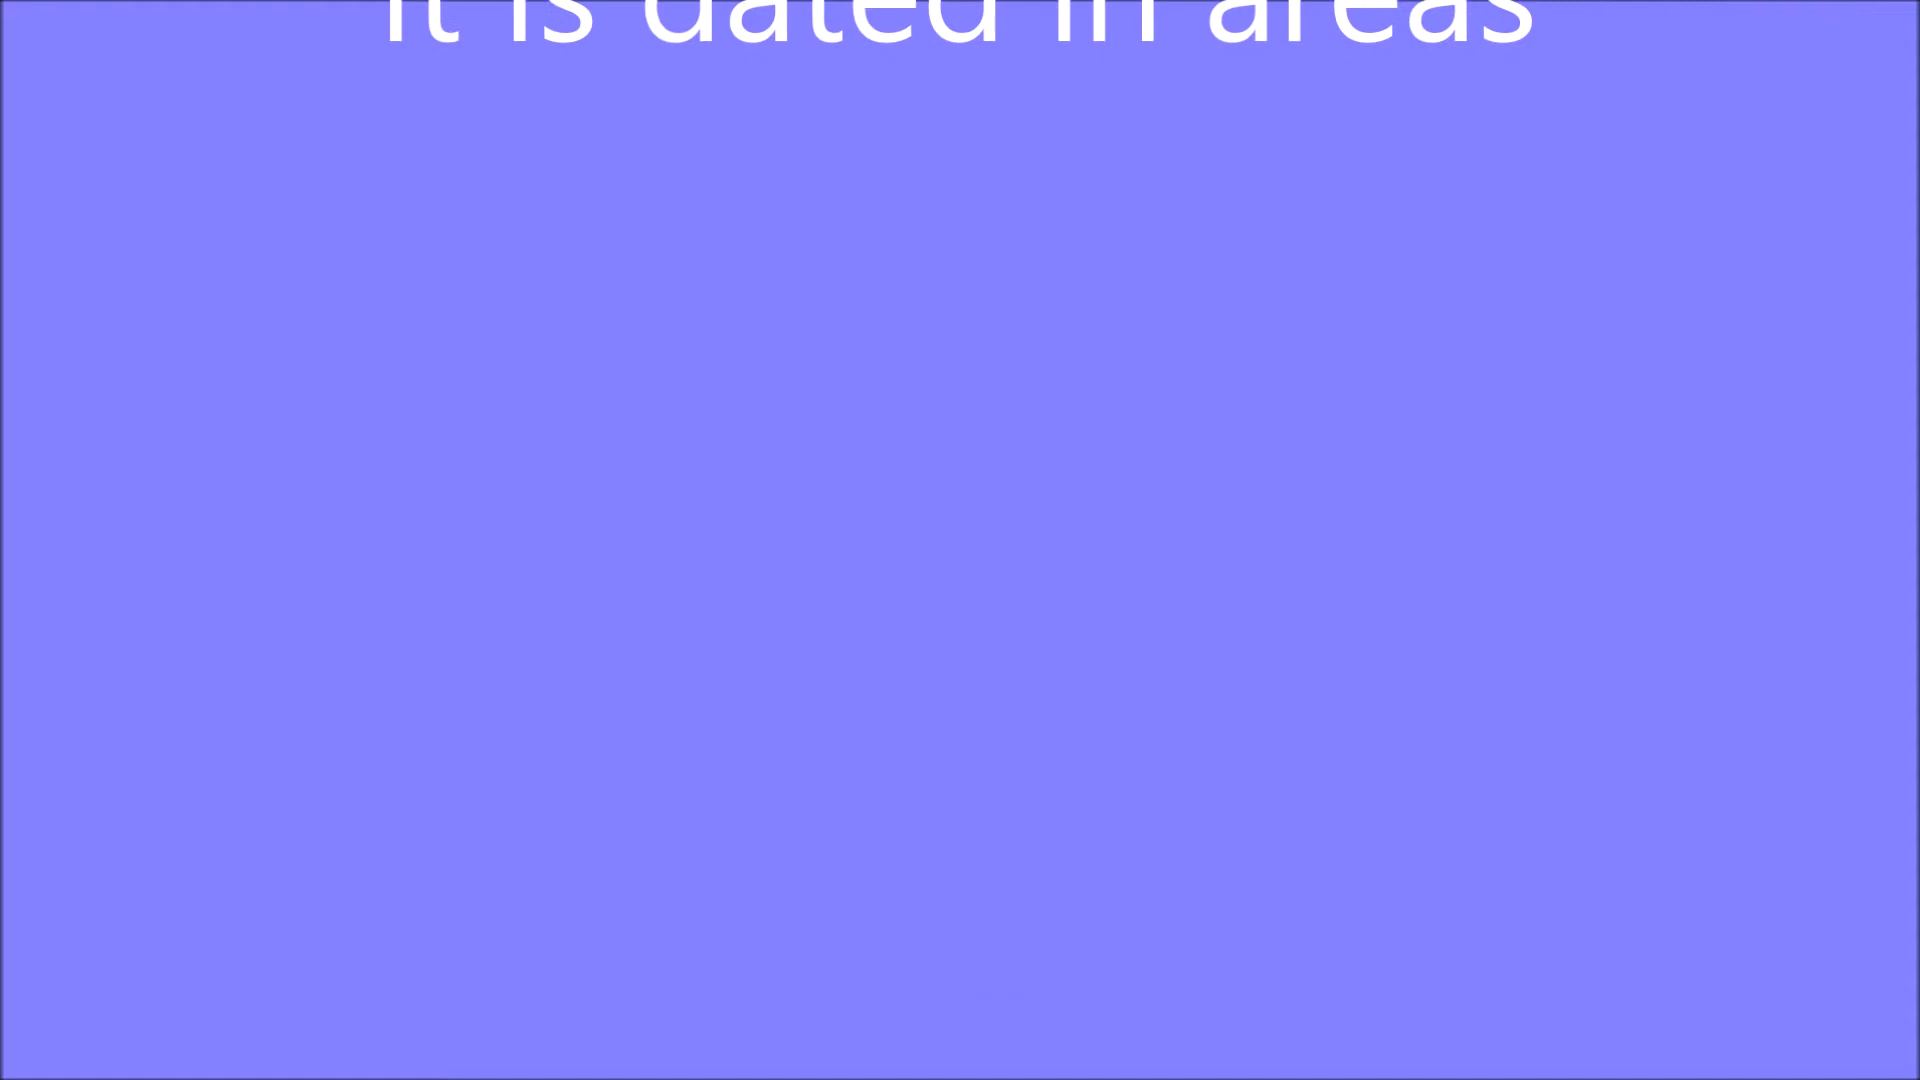 it is dated in areas